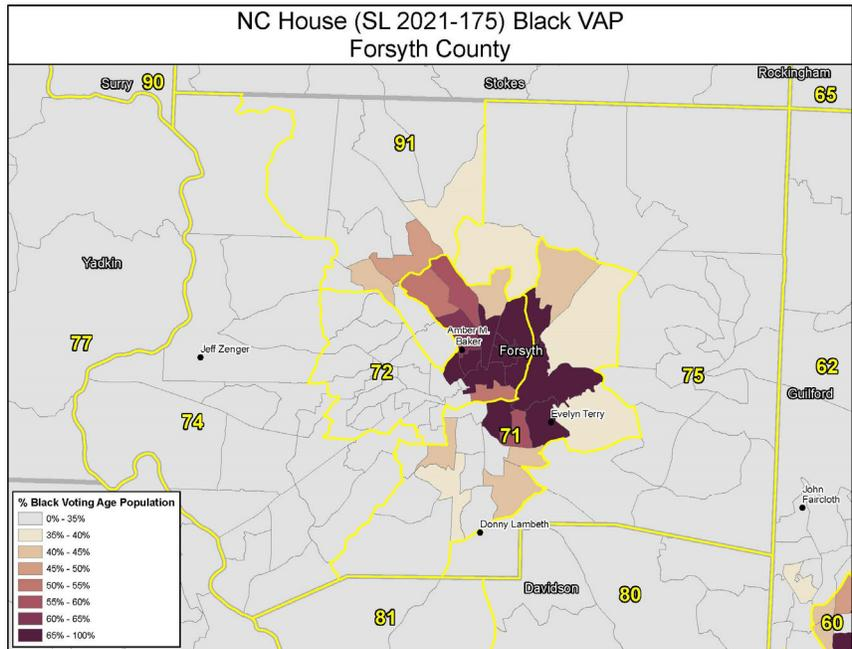 NC House (SL 2021-175) Black VAP
Forsyth County
Surry 90
Stokes
Rockingham
65
91
Yadkin
77
Jeff Zenger
Amber M.
Baker
Forsyth
72
75
62
Guilford
74
Evelyn Terry
71
John
Faircloth
Donny Lambeth
Davidson
80
81
60
% Black Voting Age Population
0% - 35%
35% - 40%
40% - 45%
45% - 50%
50% - 55%
55% - 60%
60% - 65%
65% - 100%